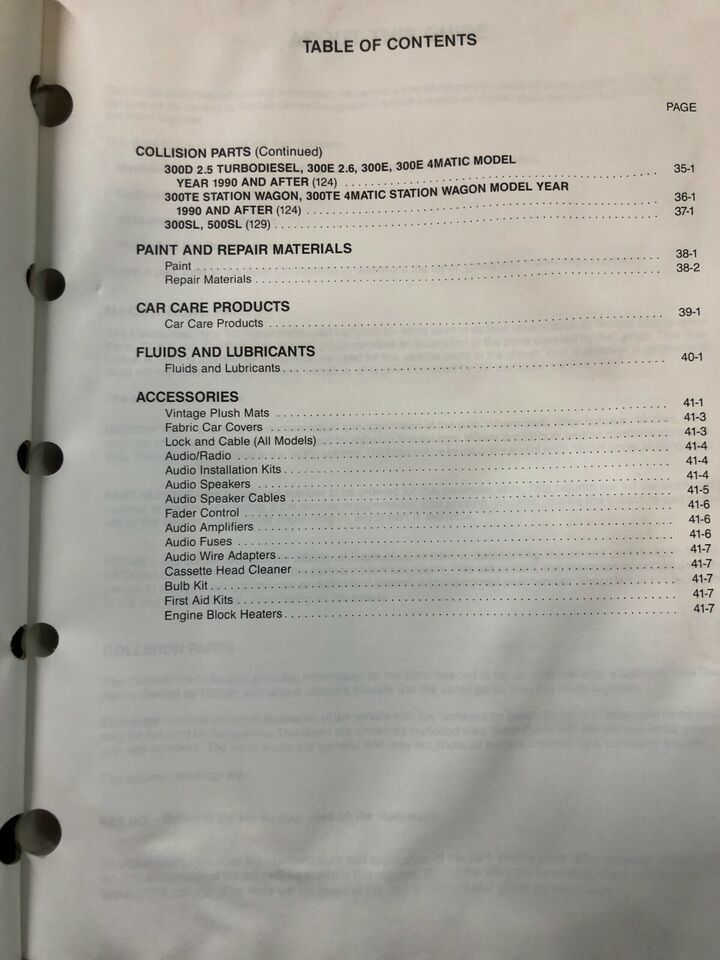 TABLE OF CONTENTS
PAGE
COLLISION PARTS (Continued)
300D 2.5 TURBODIESEL, 300E 2.6, 300E, 300E 4MATIC MODEL
YEAR 1990 AND AFTER (124) . . . . . . . . . . 35-1
300TE STATION WAGON, 300TE 4MATIC STATION WAGON MODEL YEAR
1990 AND AFTER (124) . . . . . . . . . . 36-1
300SL, 500SL (129) . . . . . . . . . . 37-1
PAINT AND REPAIR MATERIALS
Paint . . . . . . . . . . 38-1
Repair Materials . . . . . . . . . . 38-2
CAR CARE PRODUCTS
Car Care Products . . . . . . . . . . 39-1
FLUIDS AND LUBRICANTS
Fluids and Lubricants . . . . . . . . . . 40-1
ACCESSORIES
Vintage Plush Mats . . . . . . . . . . 41-1
Fabric Car Covers . . . . . . . . . . 41-3
Lock and Cable (All Models) . . . . . . . . . . 41-3
Audio/Radio . . . . . . . . . . 41-4
Audio Installation Kits . . . . . . . . . . 41-4
Audio Speakers . . . . . . . . . . 41-4
Audio Speaker Cables . . . . . . . . . . 41-5
Fader Control . . . . . . . . . . 41-6
Audio Amplifiers . . . . . . . . . . 41-6
Audio Fuses . . . . . . . . . . 41-6
Audio Wire Adapters . . . . . . . . . . 41-7
Cassette Head Cleaner . . . . . . . . . . 41-7
Bulb Kit . . . . . . . . . . 41-7
First Aid Kits . . . . . . . . . . 41-7
Engine Block Heaters . . . . . . . . . . 41-7